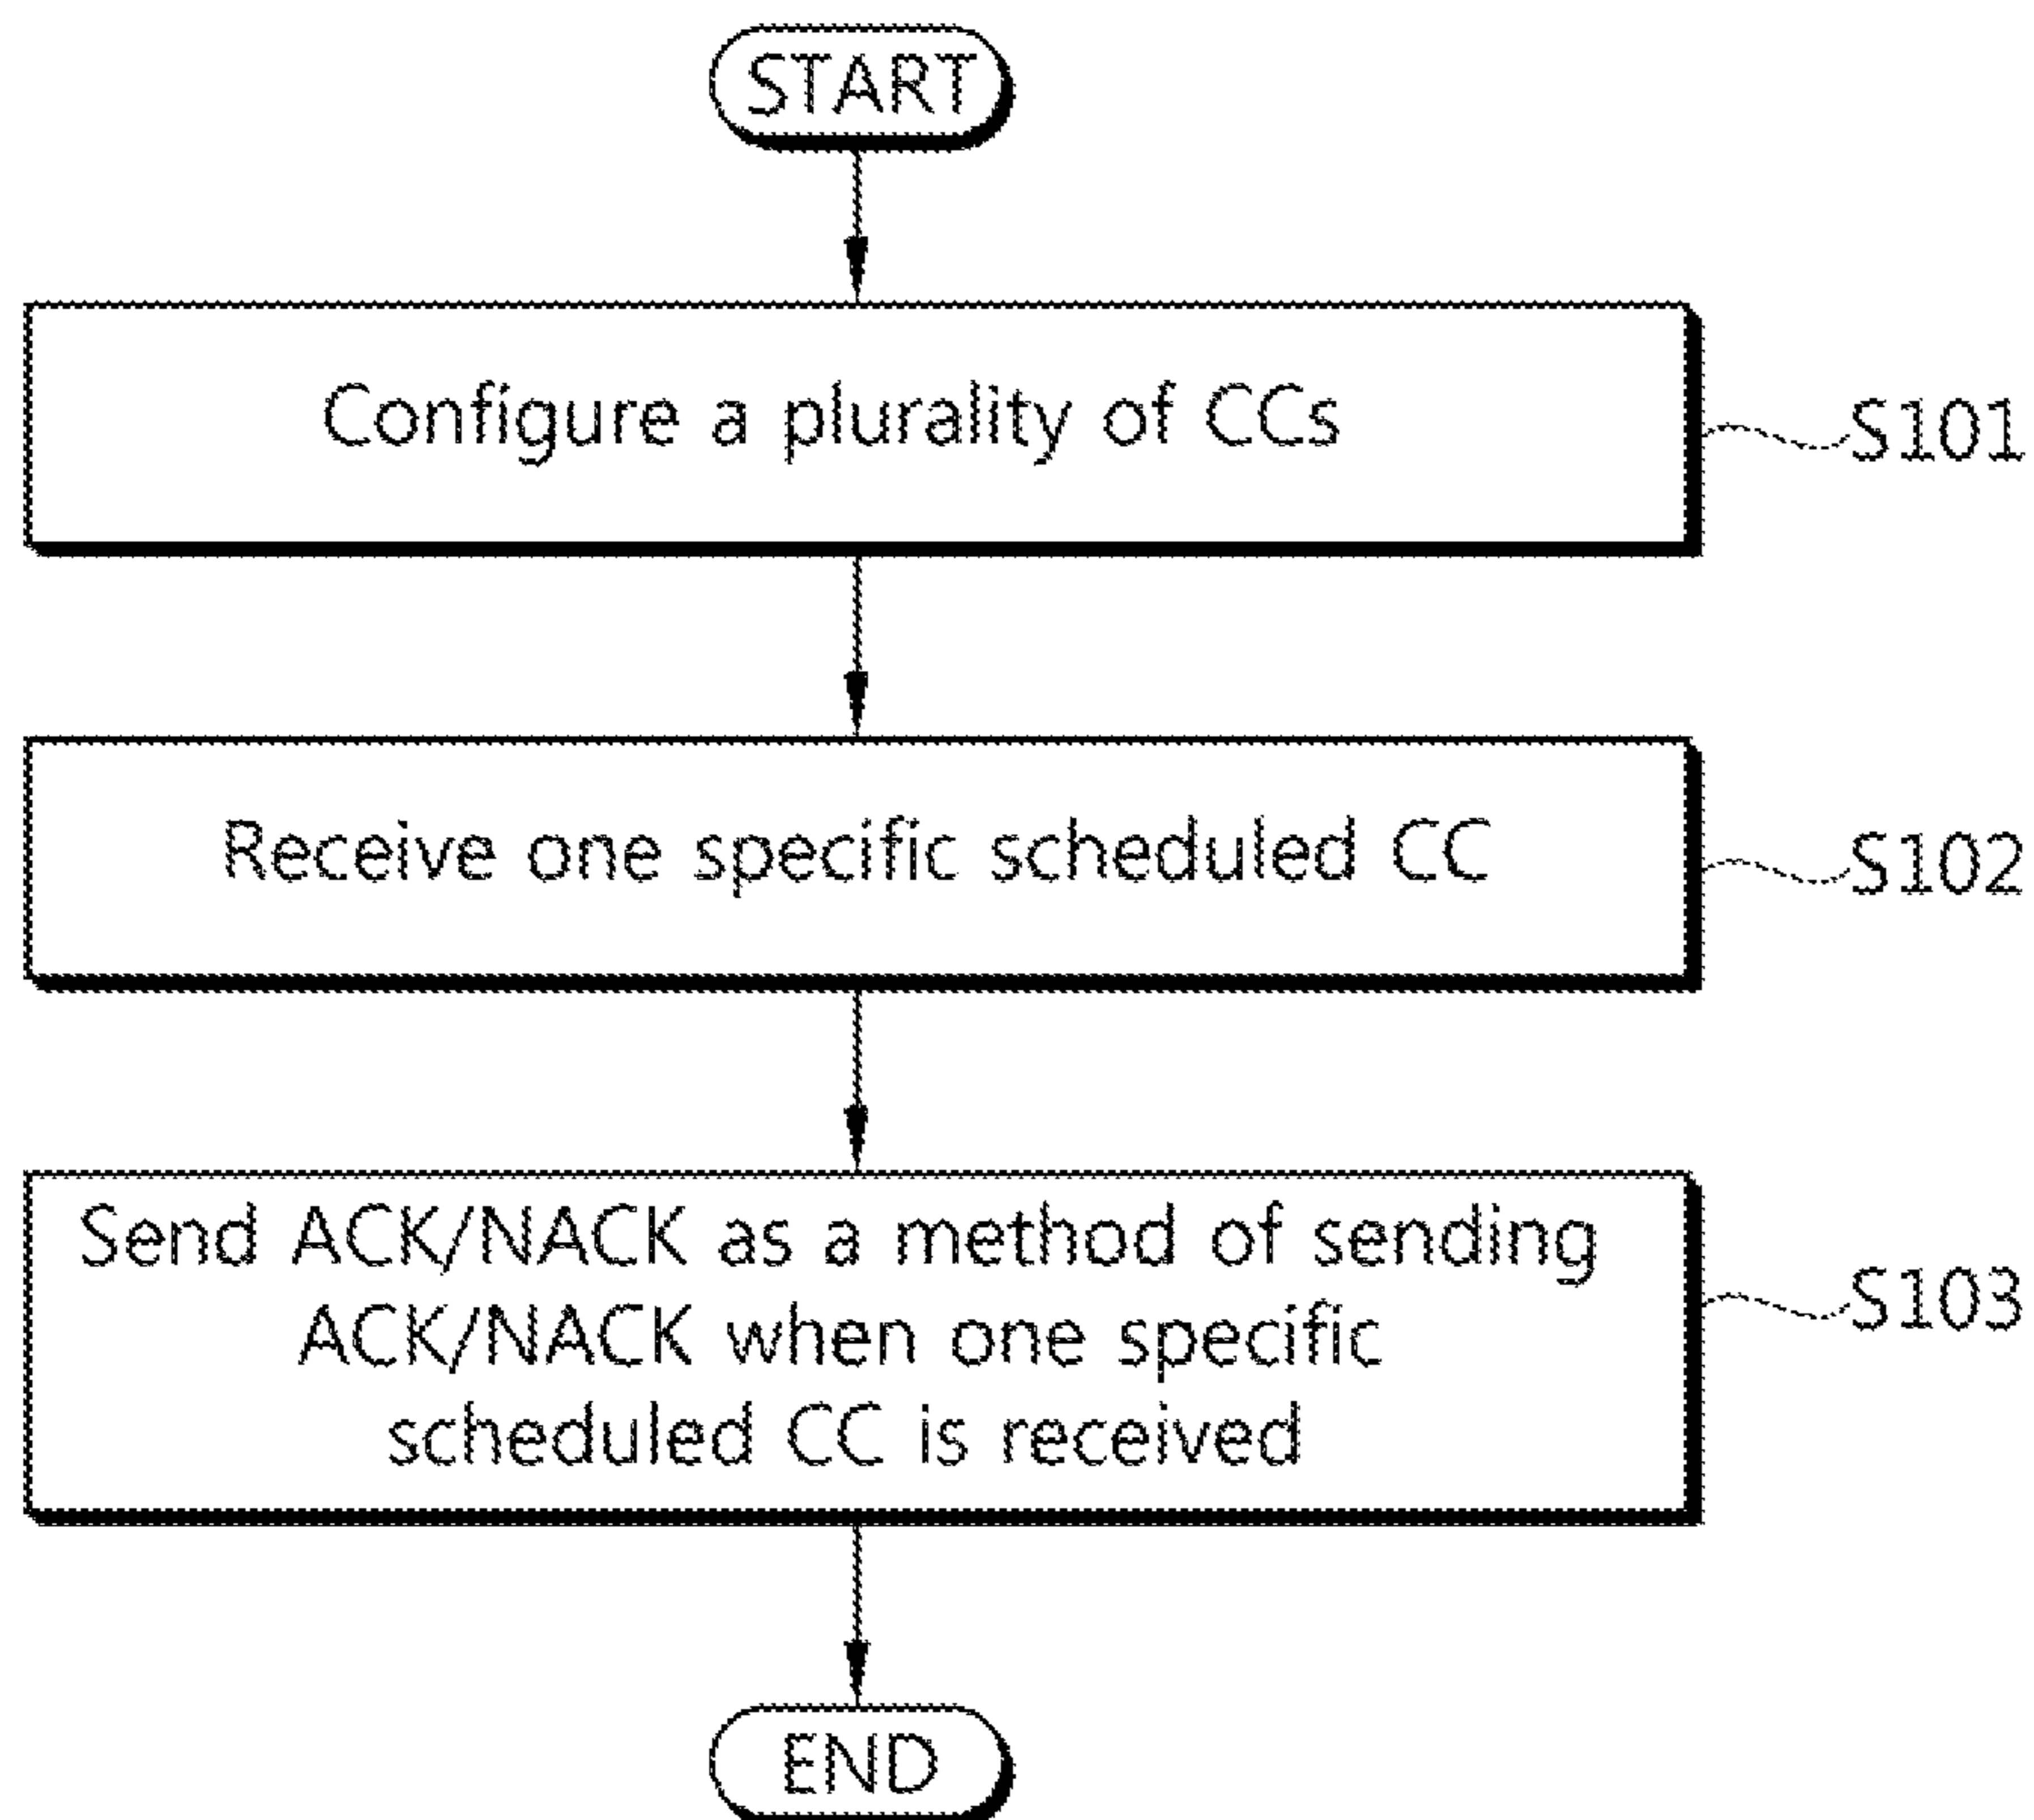 START
Configure a plurality of CCs
S101
Receive one specific scheduled CC
S102
Send ACK/NACK as a method of sending
ACK/NACK when one specific
scheduled CC is received
S103
END